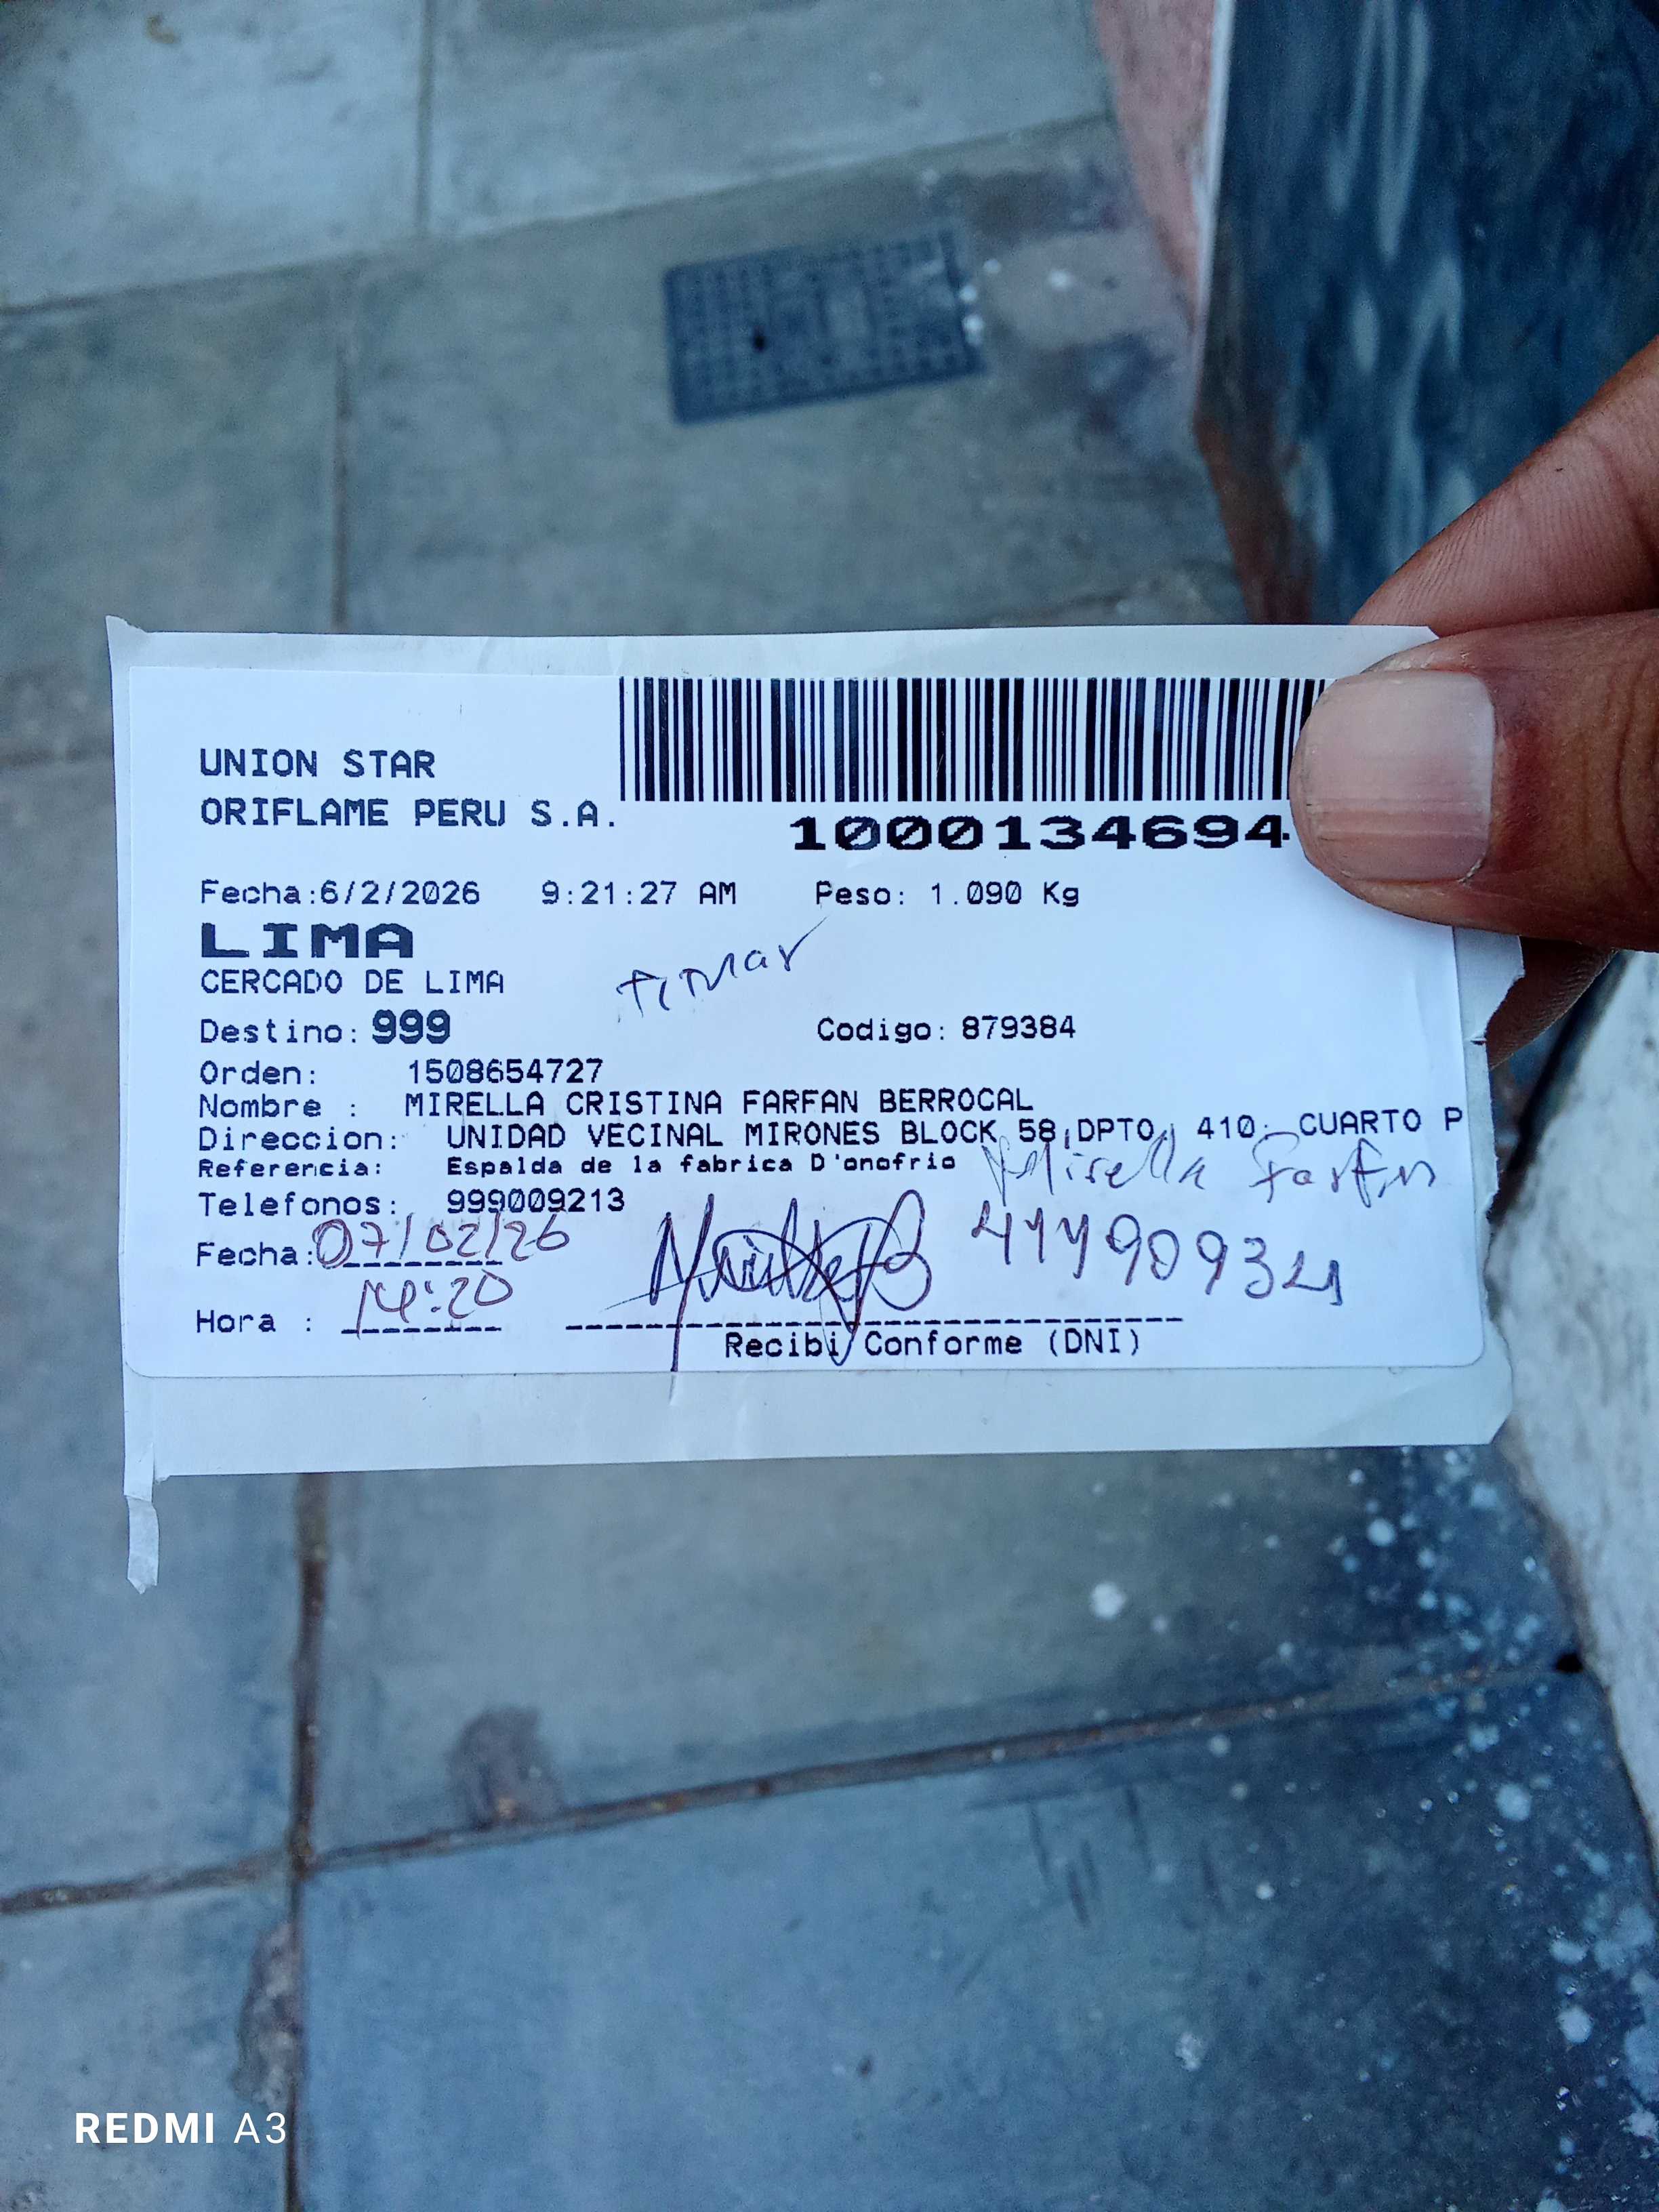 UNION STAR
ORIFLAME PERU S.A.
1000134694
Fecha:6/2/2026 9:21:27 AM Peso: 1.090 Kg
LIMA
CERCADO DE LIMA
Destino: 999 Codigo: 879384
Orden: 1508654727
Nombre : MIRELLA CRISTINA FARFAN BERROCAL
Direccion: UNIDAD VECINAL MIRONES BLOCK 58 DPTO. 410- CUARTO P
Referencia: Espalda de la fabrica D'onofrio
Mirella Farfan
Telefonos: 999009213
Fecha: 07/02/26
Hora : 14:20
Recibi Conforme (DNI)
REDMI A3